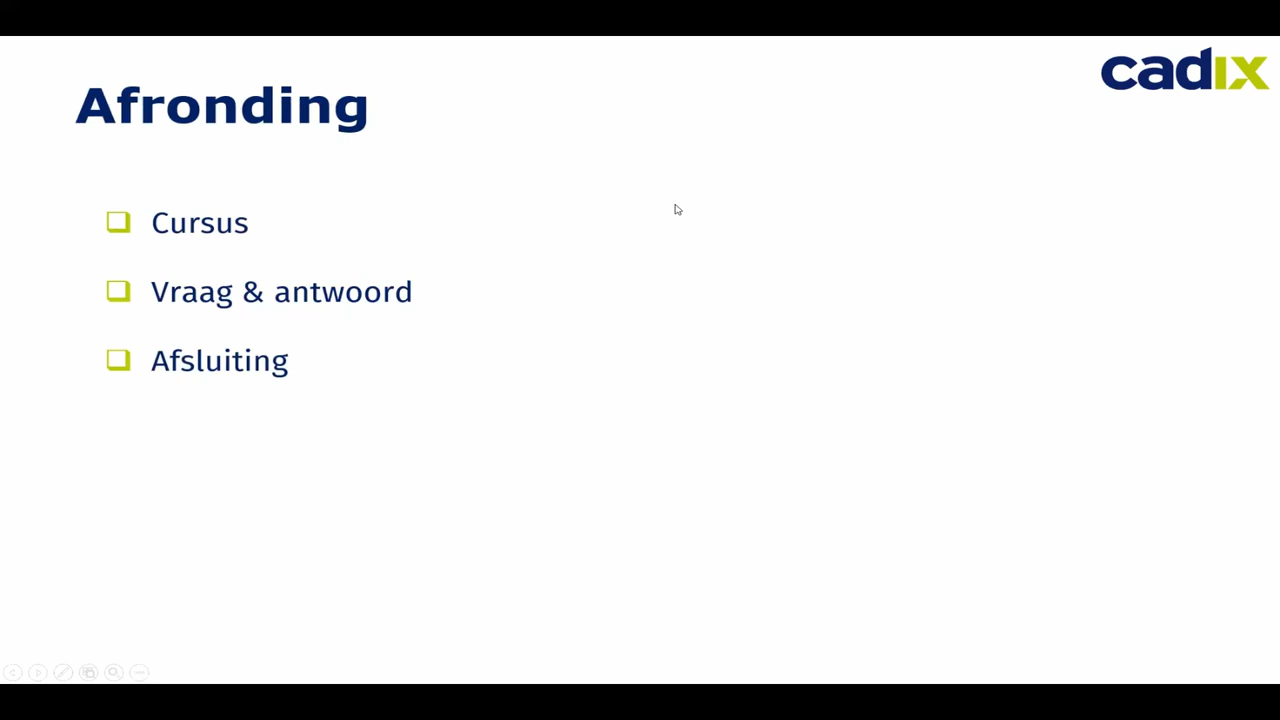 cadix
Afronding
Cursus
Vraag & antwoord
Afsluiting